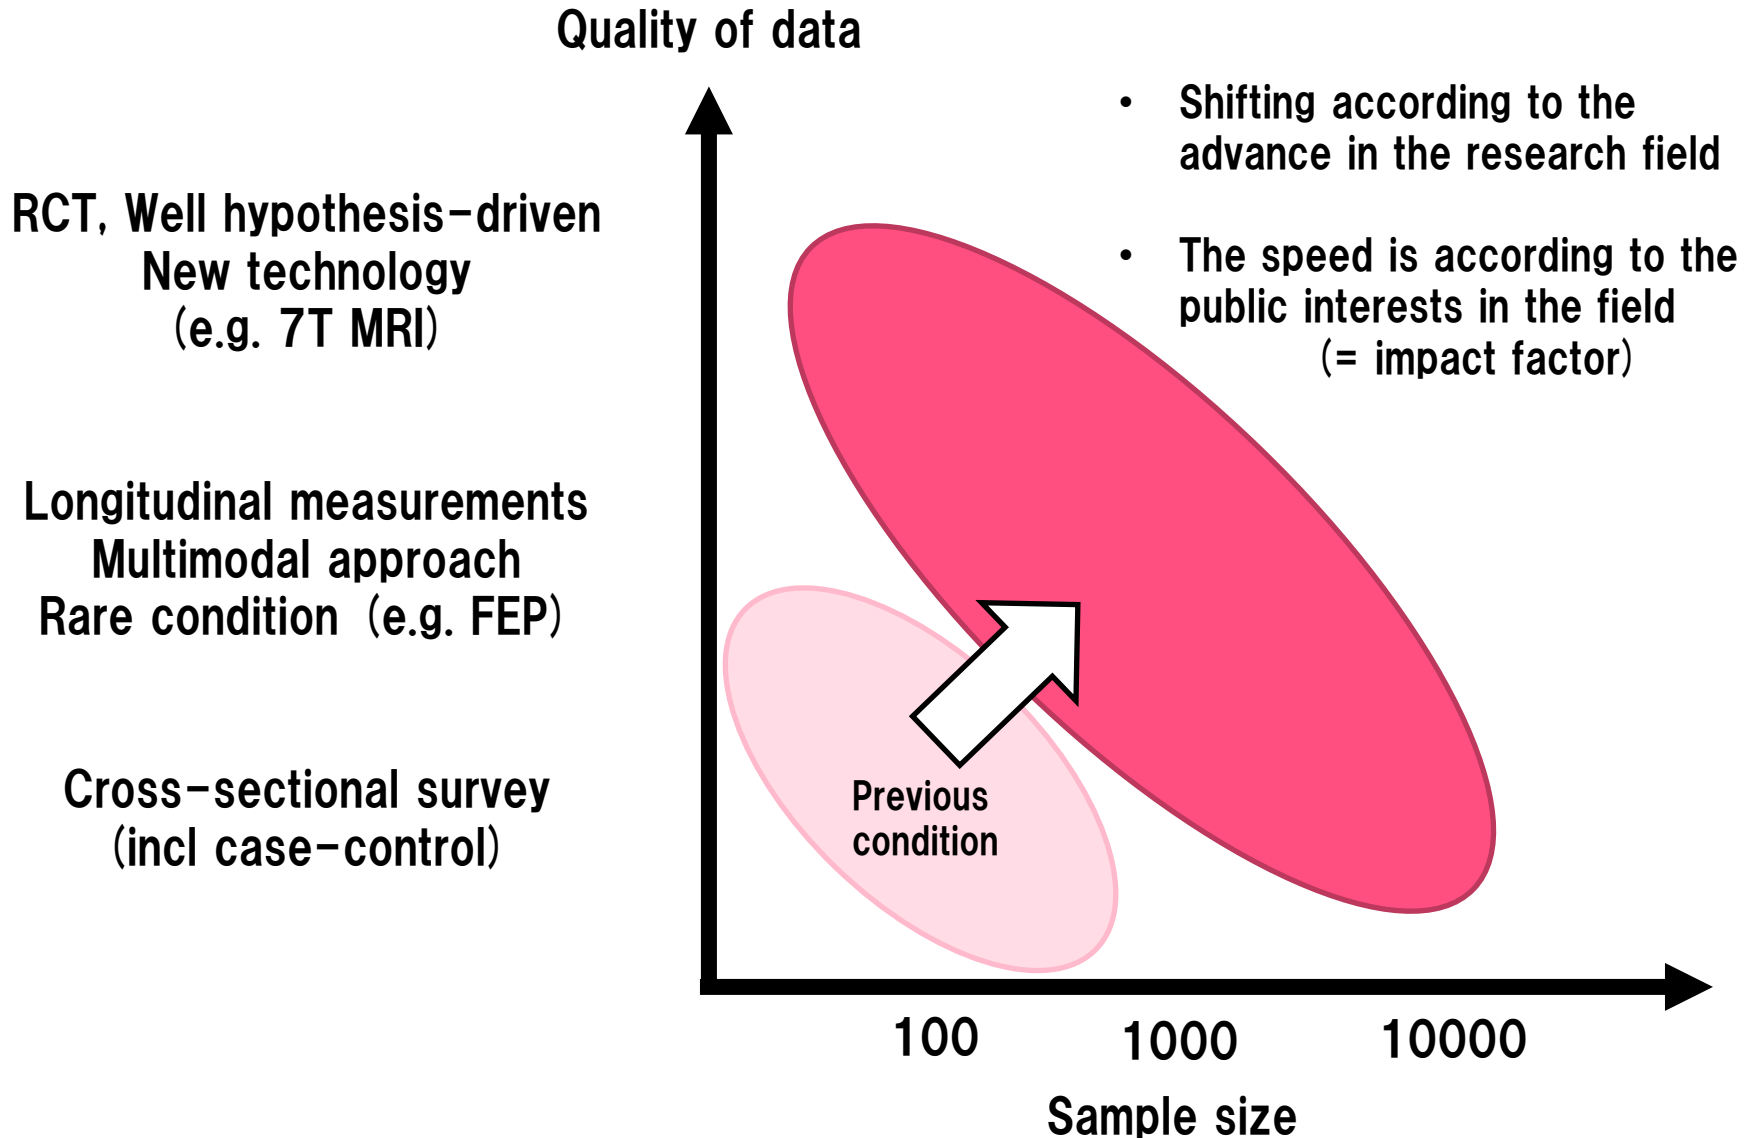 Quality of data
• Shifting according to the
advance in the research field
• The speed is according to the
public interests in the field
(= impact factor)
RCT, Well hypothesis-driven
New technology
(e.g. 7T MRI)
Longitudinal measurements
Multimodal approach
Rare condition (e.g. FEP)
Cross-sectional survey
(incl case-control)
Previous
condition
100 1000 10000
Sample size